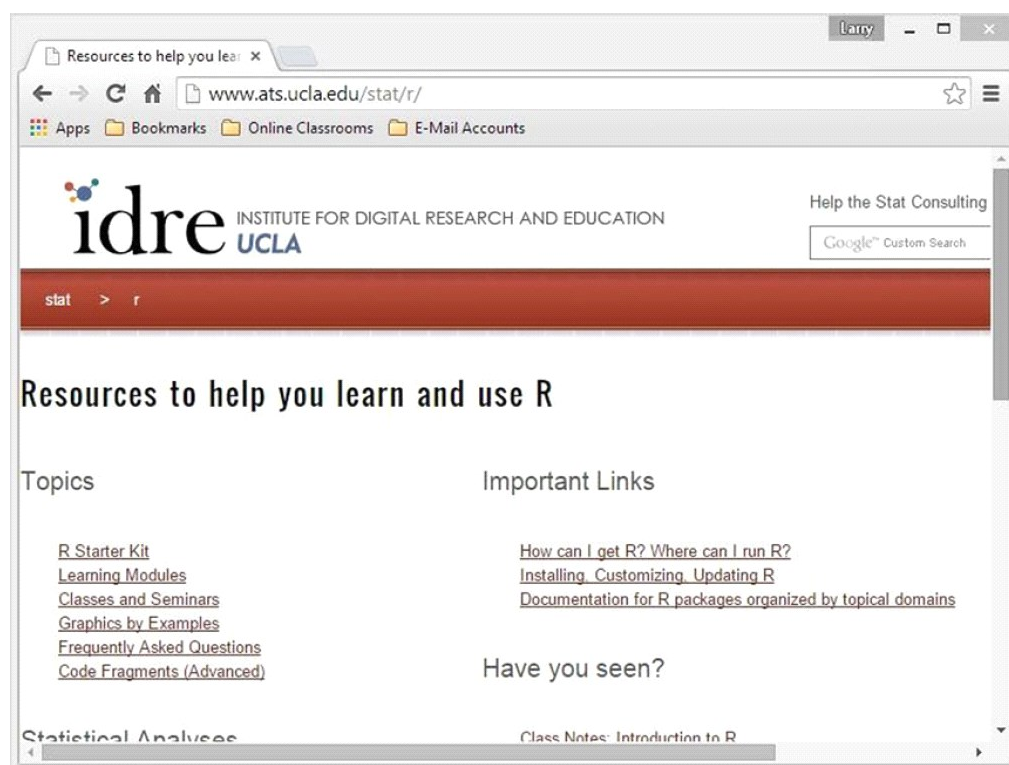 Larry
Resources to help you lear
www.ats.ucla.edu/stat/r/
Apps Bookmarks Online Classrooms E-Mail Accounts
idre INSTITUTE FOR DIGITAL RESEARCH AND EDUCATION
UCLA
Help the Stat Consulting
Google™ Custom Search
stat > r
Resources to help you learn and use R
Topics
R Starter Kit
Learning Modules
Classes and Seminars
Graphics by Examples
Frequently Asked Questions
Code Fragments (Advanced)
Statistical Analyses
Important Links
How can I get R? Where can I run R?
Installing, Customizing, Updating R
Documentation for R packages organized by topical domains
Have you seen?
Class Notes: Introduction to R